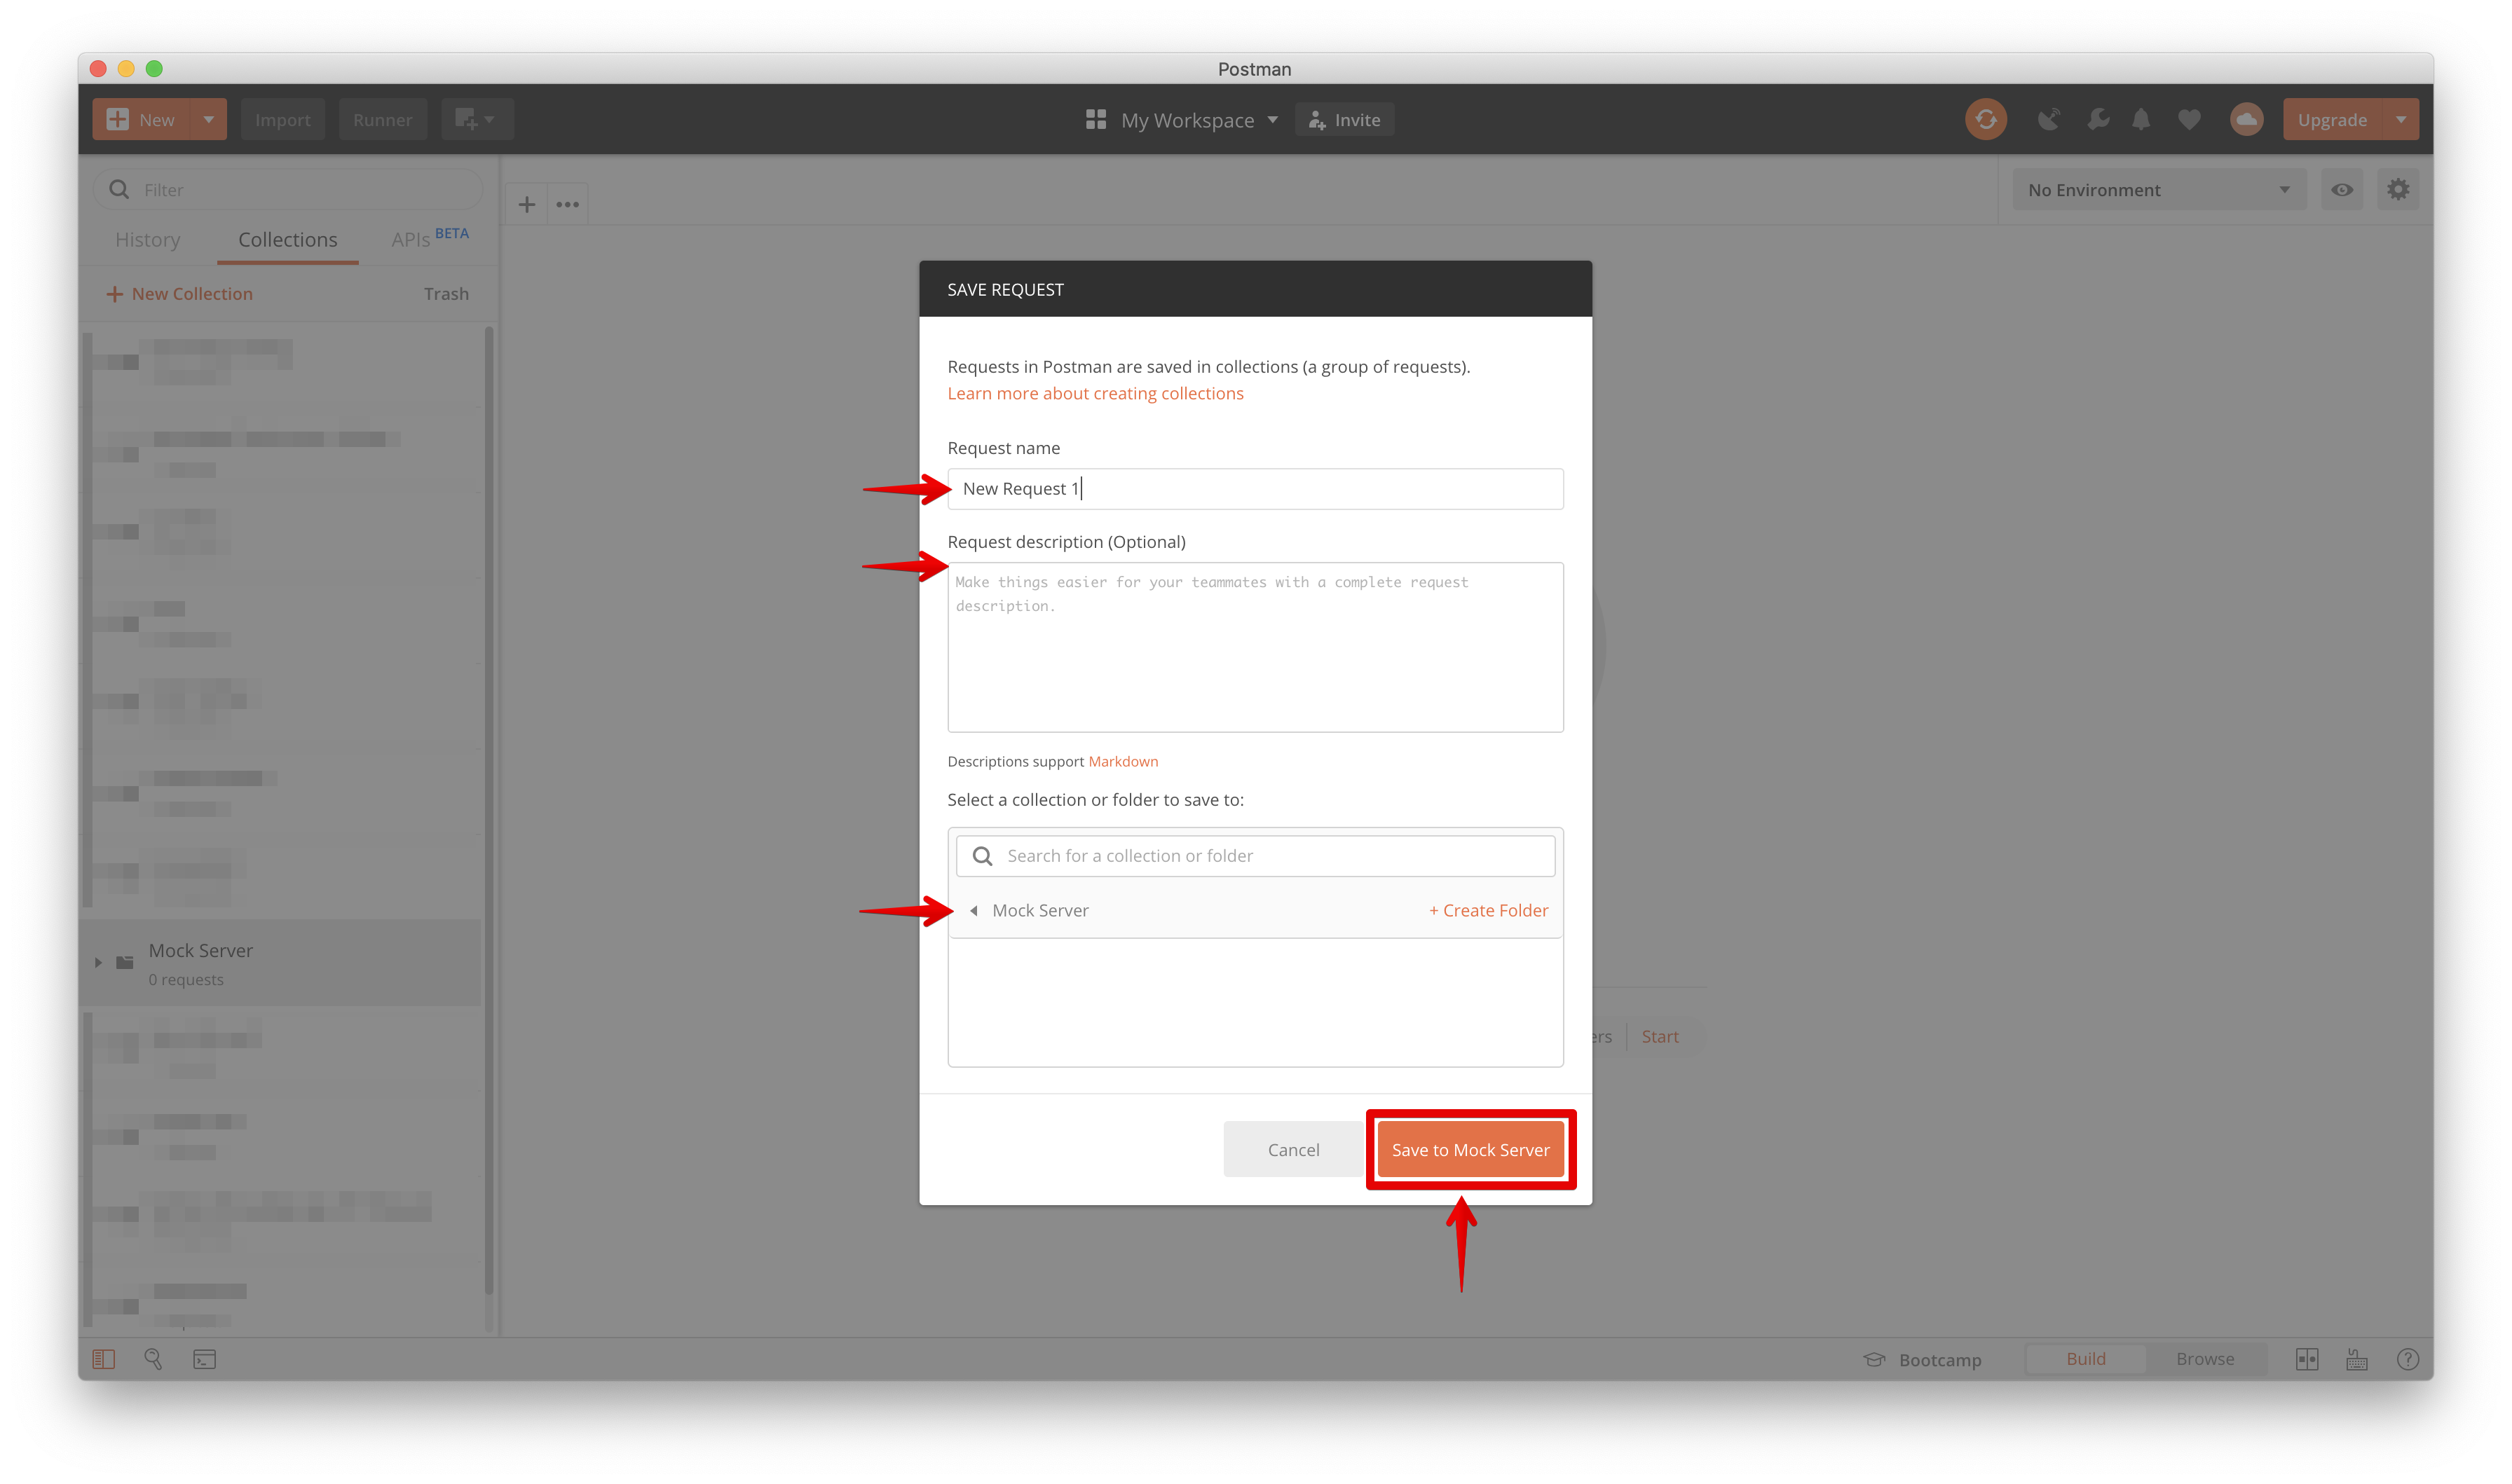 Postman
New
Import
Runner
My Workspace
Invite
Upgrade
Filter
No Environment
History
Collections
APIs BETA
New Collection
Trash
SAVE REQUEST
Requests in Postman are saved in collections (a group of requests).
Learn more about creating collections
Request name
New Request 1
Request description (Optional)
Make things easier for your teammates with a complete request
description.
Descriptions support Markdown
Select a collection or folder to save to:
Search for a collection or folder
Mock Server
+ Create Folder
Mock Server
0 requests
Start
Cancel
Save to Mock Server
Bootcamp
Build
Browse